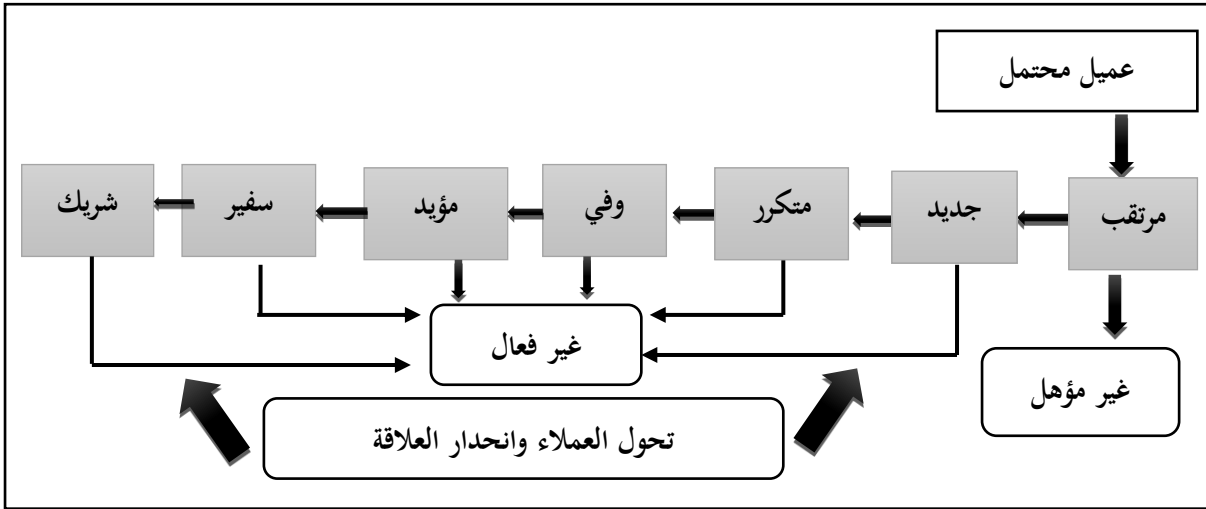 عميل محتمل
مرتقب
جديد
متكرر
وفي
مؤيد
سفير
شريك
غير فعال
غير مؤهل
تحول العملاء وانحدار العلاقة